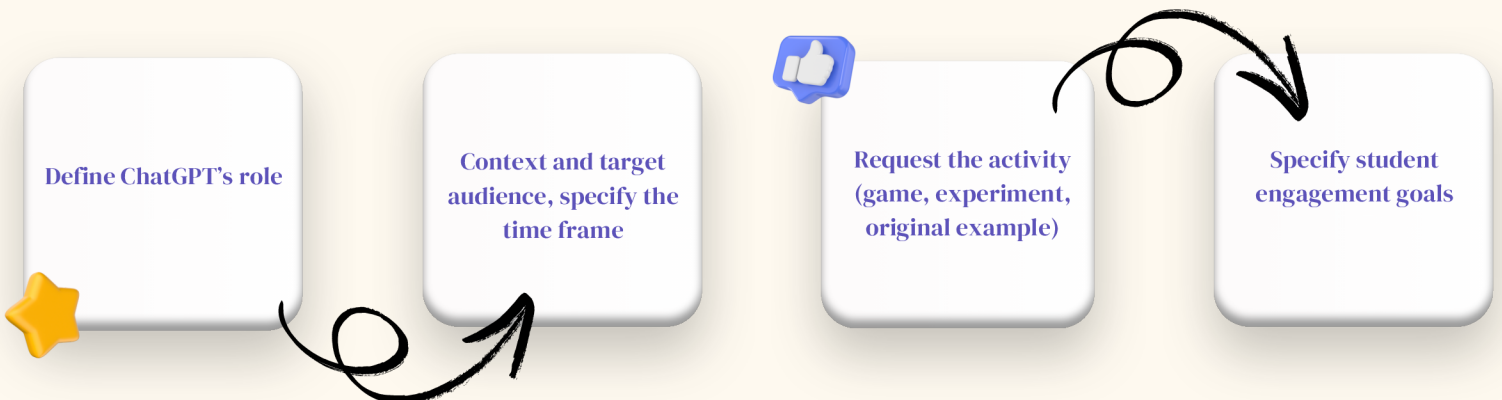 Define ChatGPT’s role
Context and target
audience, specify the
time frame
Request the activity
(game, experiment,
original example)
Specify student
engagement goals